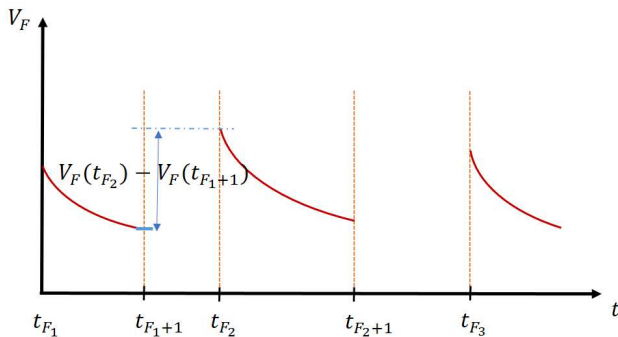 V_F
V_F(t_{F_2}) − V_F(t_{F_1+1})
t
t_{F_1}
t_{F_1+1}
t_{F_2}
t_{F_2+1}
t_{F_3}